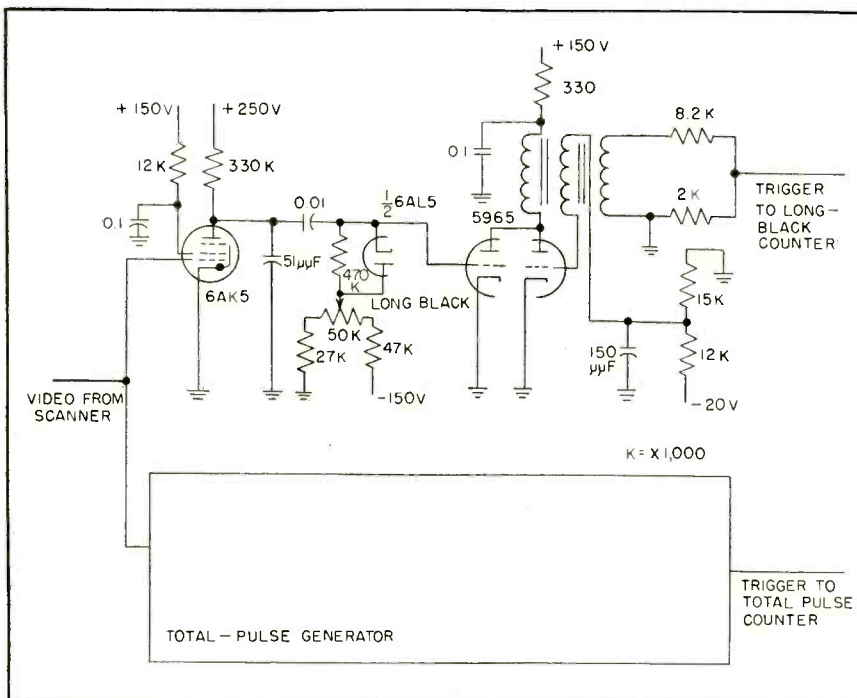 +150V
+150V
+250V
330
12K
330K
0.1
8.2K
0.01
1/2 6AL5
0.1
5965
2K
TRIGGER
TO LONG-
BLACK
COUNTER
51μμF
470
K
LONG BLACK
6AK5
15K
50K
27K
47K
150
μμF
12K
-150V
-20V
VIDEO FROM
SCANNER
K= X1,000
TRIGGER TO
TOTAL PULSE
COUNTER
TOTAL-PULSE GENERATOR